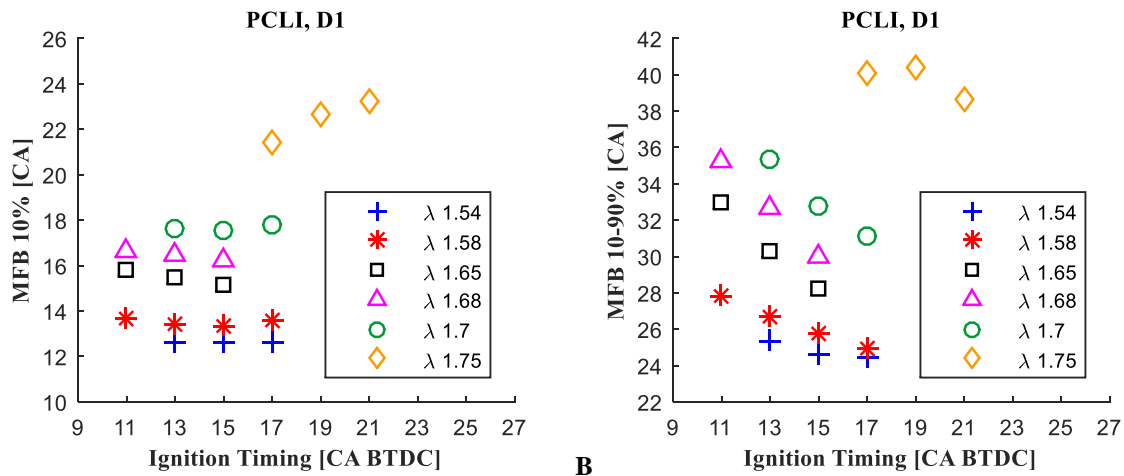 PCLI, D1
MFB 10% [CA]
26
24
22
20
18
16
14
12
10
λ 1.54
λ 1.58
λ 1.65
λ 1.68
λ 1.7
λ 1.75
9 11 13 15 17 19 21 23 25 27
Ignition Timing [CA BTDC]
B
PCLI, D1
MFB 10-90% [CA]
42
40
38
36
34
32
30
28
26
24
22
λ 1.54
λ 1.58
λ 1.65
λ 1.68
λ 1.7
λ 1.75
9 11 13 15 17 19 21 23 25 27
Ignition Timing [CA BTDC]